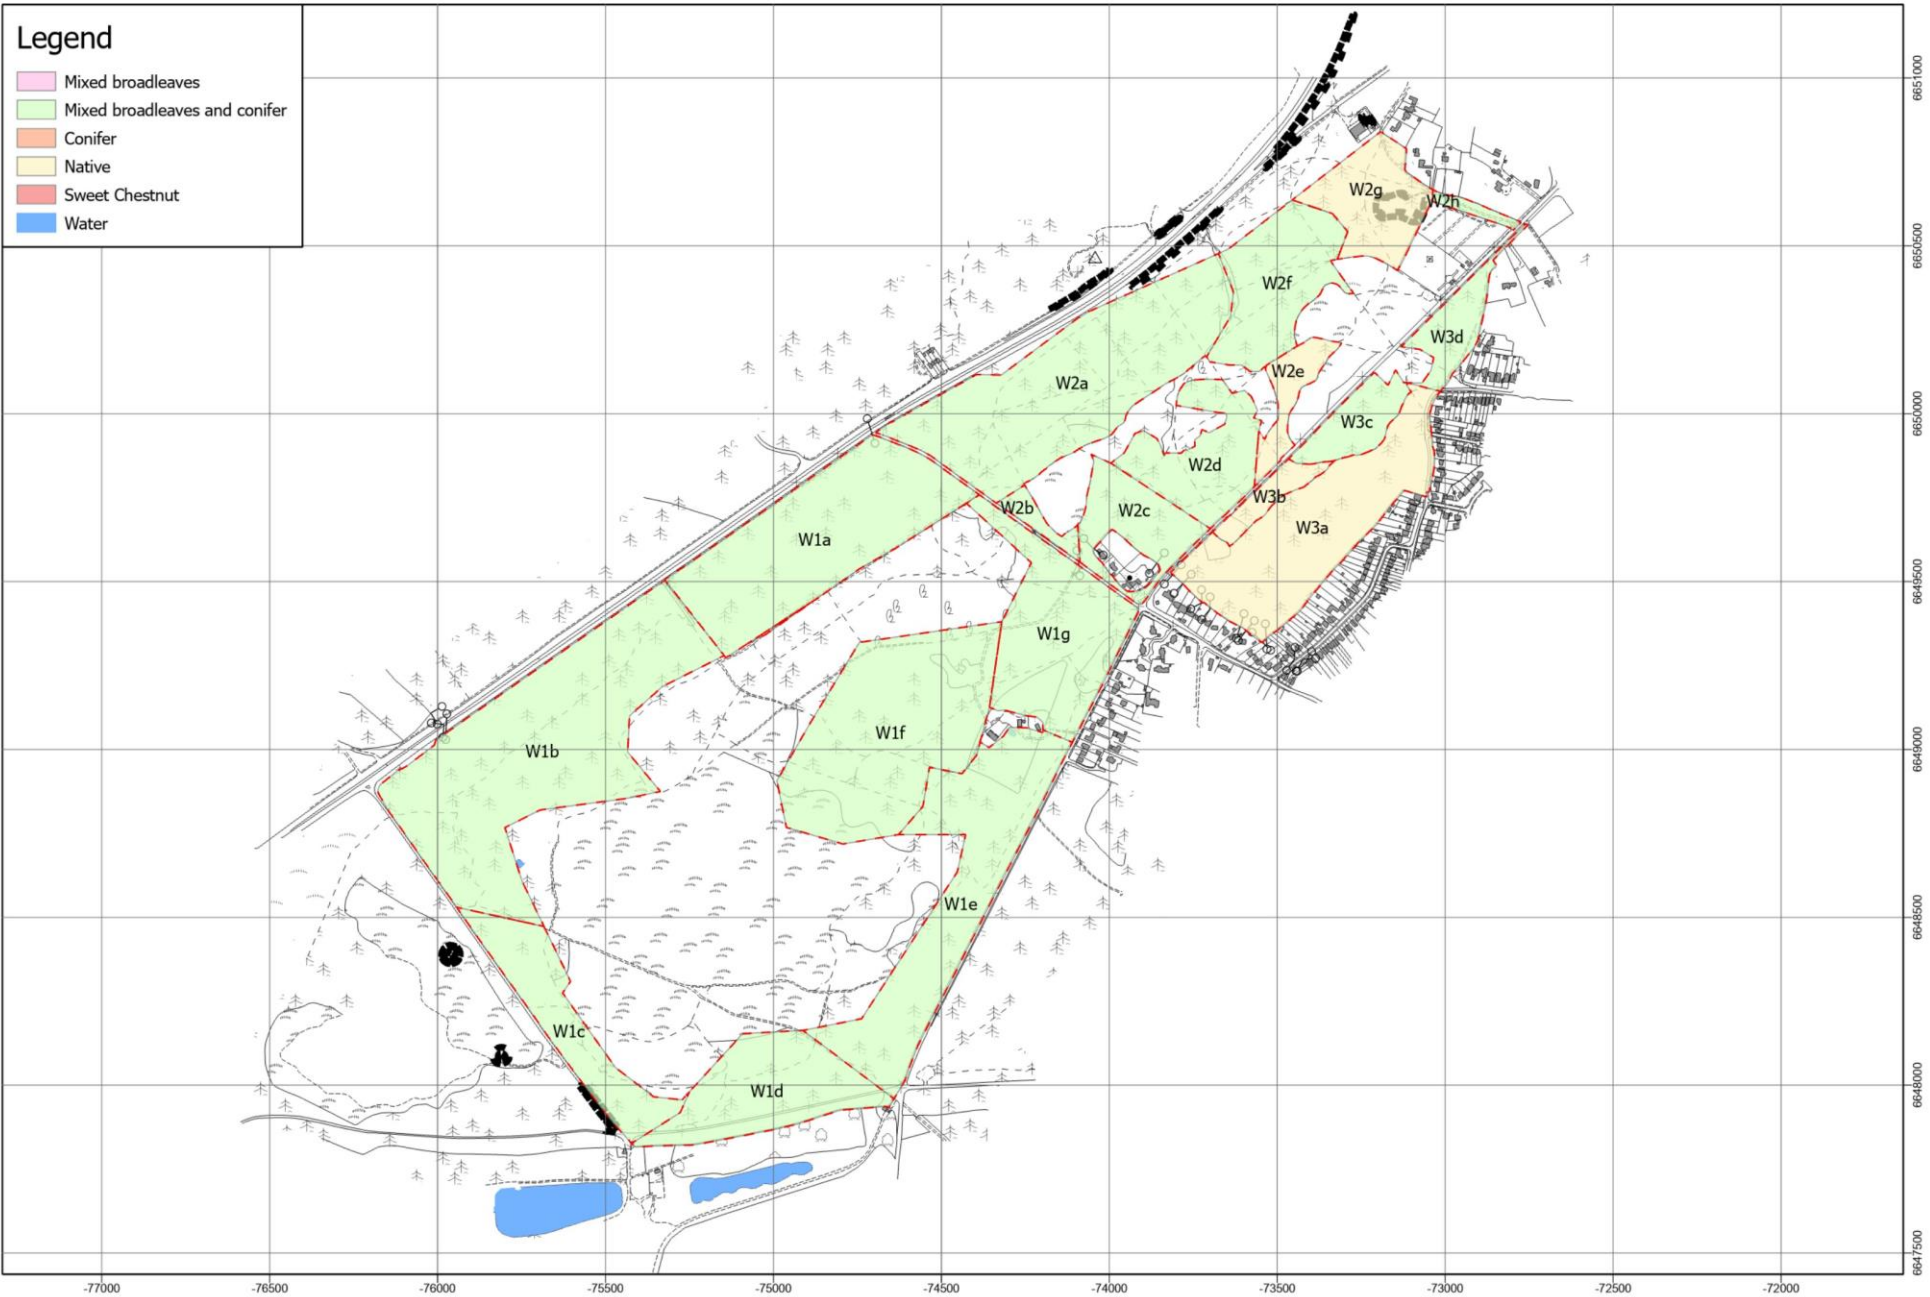 Legend
Mixed broadleaves
Mixed broadleaves and conifer
Conifer
Native
Sweet Chestnut
Water
6651000
W2g
W2h
6650500
W2f
W3d
W2e
W2a
W3c
6650000
W2d
W3b
W2b
W2c
W3a
W1a
6649500
W1g
W1f
W1b
6649000
W1e
6648500
W1c
W1d
6648000
6647500
-77000
-76500
-76000
-75500
-75000
-74500
-74000
-73500
-73000
-72500
-72000